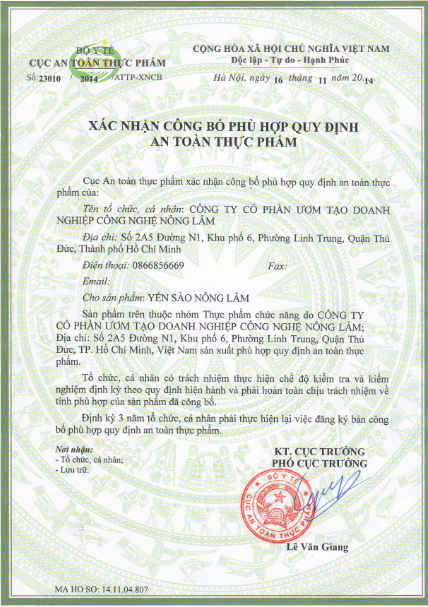 BỘ Y TẾ
CỤC AN TOÀN THỰC PHẨM
Số: 23010 / 2014 /ATTP-XNCB
CỘNG HÒA XÃ HỘI CHỦ NGHĨA VIỆT NAM
Độc lập - Tự do - Hạnh Phúc
Hà Nội, ngày 16 tháng 11 năm 20.14.
XÁC NHẬN CÔNG BỐ PHÙ HỢP QUY ĐỊNH
AN TOÀN THỰC PHẨM
Cục An toàn thực phẩm xác nhận công bố phù hợp quy định an toàn thực
phẩm của:
Tên tổ chức, cá nhân: CÔNG TY CỔ PHẦN ƯƠM TẠO DOANH
NGHIỆP CÔNG NGHỆ NÔNG LÂM
Địa chỉ: Số 2A5 Đường N1, Khu phố 6, Phường Linh Trung, Quận Thủ
Đức, Thành phố Hồ Chí Minh
Điện thoại: 0866856669 Fax:
Email:
Cho sản phẩm: YẾN SÀO NÔNG LÂM
Sản phẩm trên thuộc nhóm Thực phẩm chức năng do CÔNG TY
CỔ PHẦN ƯƠM TẠO DOANH NGHIỆP CÔNG NGHỆ NÔNG LÂM;
Địa chỉ: Số 2A5 Đường N1, Khu phố 6, Phường Linh Trung, Quận Thủ
Đức, TP. Hồ Chí Minh, Việt Nam sản xuất phù hợp quy định an toàn thực
phẩm.
Tổ chức, cá nhân có trách nhiệm thực hiện chế độ kiểm tra và kiểm
nghiệm định kỳ theo quy định hiện hành và phải hoàn toàn chịu trách nhiệm về
tính phù hợp của sản phẩm đã công bố.
Định kỳ 3 năm tổ chức, cá nhân phải thực hiện lại việc đăng ký bản công
bố phù hợp quy định an toàn thực phẩm.
Nơi nhận:
- Tổ chức, cá nhân;
- Lưu trữ.
KT. CỤC TRƯỞNG
PHÓ CỤC TRƯỞNG
BỘ Y TẾ
CỤC AN TOÀN THỰC PHẨM
Lê Văn Giang
MA HO SO: 14.11.04.807